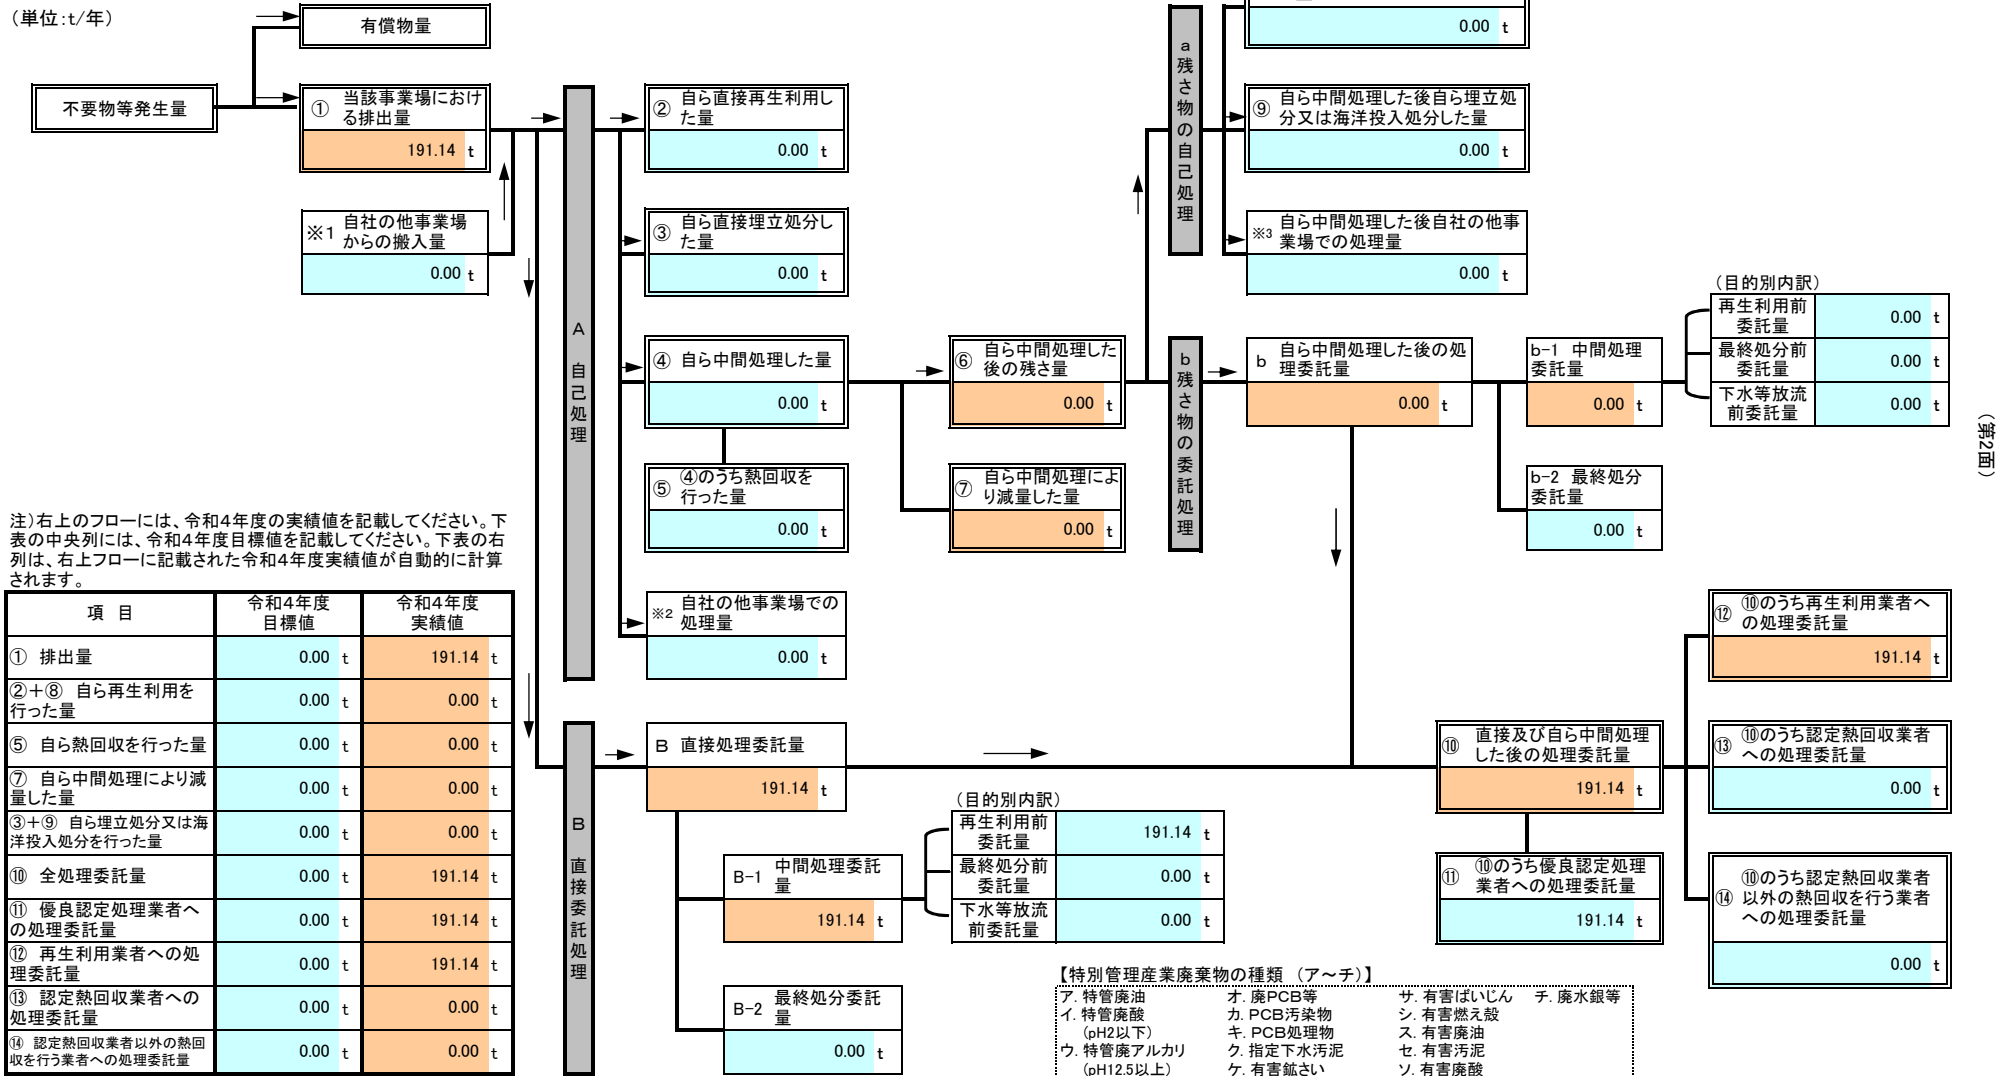 （単位：t/年）
有償物量
不要物等発生量
① 当該事業場におけ
る排出量
191.14 t
※1 自社の他事業場
からの搬入量
0.00 t
A 自己処理
② 自ら直接再生利用し
た量
0.00 t
③ 自ら直接埋立処分し
た量
0.00 t
④ 自ら中間処理した量
0.00 t
⑤ ④のうち熱回収を
行った量
0.00 t
※2 自社の他事業場での
処理量
0.00 t
⑥ 自ら中間処理した
後の残さ量
0.00 t
⑦ 自ら中間処理によ
り減量した量
0.00 t
a 残さ物の自己処理
0.00 t
⑨ 自ら中間処理した後自ら埋立処
分又は海洋投入処分した量
0.00 t
※3 自ら中間処理した後自社の他事
業場での処理量
0.00 t
b 残さ物の委託処理
b 自ら中間処理した後の処
理委託量
0.00 t
b-1 中間処理
委託量
0.00 t
（目的別内訳）
再生利用前
委託量
0.00 t
最終処分前
委託量
0.00 t
下水等放流
前委託量
0.00 t
b-2 最終処分
委託量
0.00 t
（第2面）
注）右上のフローには、令和4年度の実績値を記載してください。下
表の中央列には、令和4年度目標値を記載してください。下表の右
列は、右上フローに記載された令和4年度実績値が自動的に計算
されます。
項 目 令和4年度
目標値 令和4年度
実績値
① 排出量 0.00 t 191.14 t
②＋⑧ 自ら再生利用を
行った量 0.00 t 0.00 t
⑤ 自ら熱回収を行った量 0.00 t 0.00 t
⑦ 自ら中間処理により減
量した量 0.00 t 0.00 t
③＋⑨ 自ら埋立処分又は海
洋投入処分を行った量 0.00 t 0.00 t
⑩ 全処理委託量 0.00 t 191.14 t
⑪ 優良認定処理業者へ
の処理委託量 0.00 t 191.14 t
⑫ 再生利用業者への処
理委託量 0.00 t 191.14 t
⑬ 認定熱回収業者への
処理委託量 0.00 t 0.00 t
⑭ 認定熱回収業者以外の熱回
収を行う業者への処理委託量 0.00 t 0.00 t
B 直接委託処理
B 直接処理委託量
191.14 t
B-1 中間処理委託
量
191.14 t
（目的別内訳）
再生利用前
委託量
191.14 t
最終処分前
委託量
0.00 t
下水等放流
前委託量
0.00 t
B-2 最終処分委託
量
0.00 t
⑩ 直接及び自ら中間処理
した後の処理委託量
191.14 t
⑪ ⑩のうち優良認定処理
業者への処理委託量
191.14 t
⑫ ⑩のうち再生利用業者へ
の処理委託量
191.14 t
⑬ ⑩のうち認定熱回収業者
への処理委託量
0.00 t
⑭ ⑩のうち認定熱回収業者
以外の熱回収を行う業者
への処理委託量
0.00 t
【特別管理産業廃棄物の種類 （ア～チ）】
ア. 特管廃油 オ. 廃PCB等 サ. 有害ばいじん チ. 廃水銀等
イ. 特管廃酸 カ. PCB汚染物 シ. 有害燃え殻
（pH2以下） キ. PCB処理物 ス. 有害廃油
ウ. 特管廃アルカリ ク. 指定下水汚泥 セ. 有害汚泥
（pH12.5以上） ケ. 有害鉱さい ソ. 有害廃酸